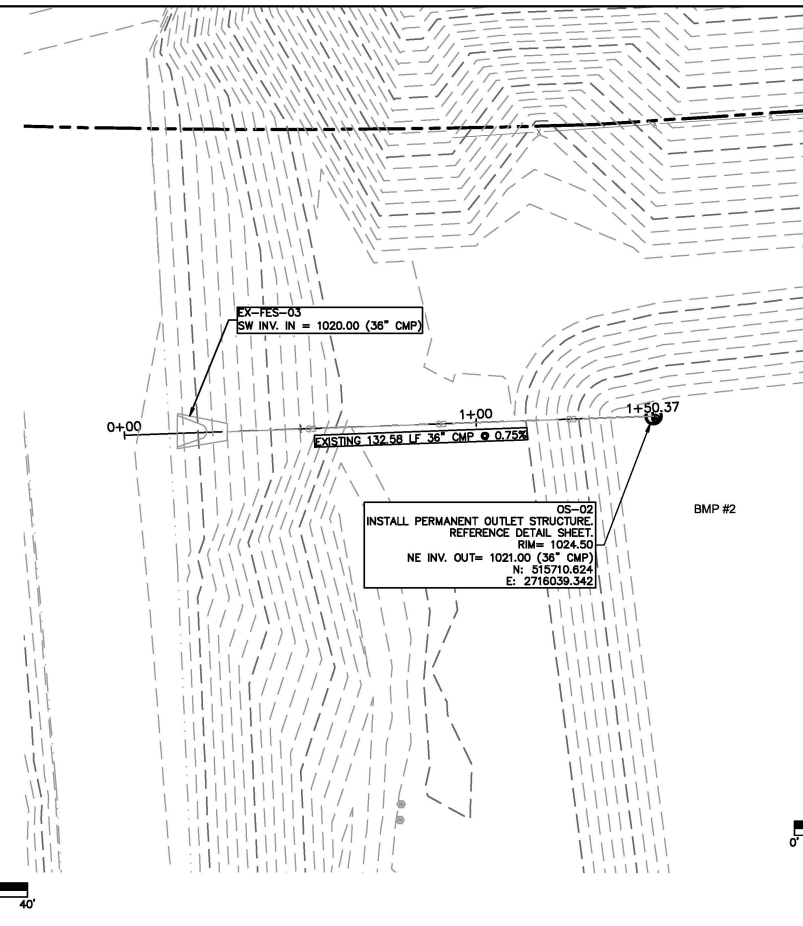 EX-FES-03
SW INV. IN = 1020.00 (36" CMP)
0+00
1+00
1+50.37
EXISTING 132.58 LF 36" CMP @ 0.75%
OS-02
INSTALL PERMANENT OUTLET STRUCTURE.
REFERENCE DETAIL SHEET.
RIM= 1024.50
NE INV. OUT= 1021.00 (36" CMP)
N: 515710.624
E: 2716039.342
BMP #2
0'
40'